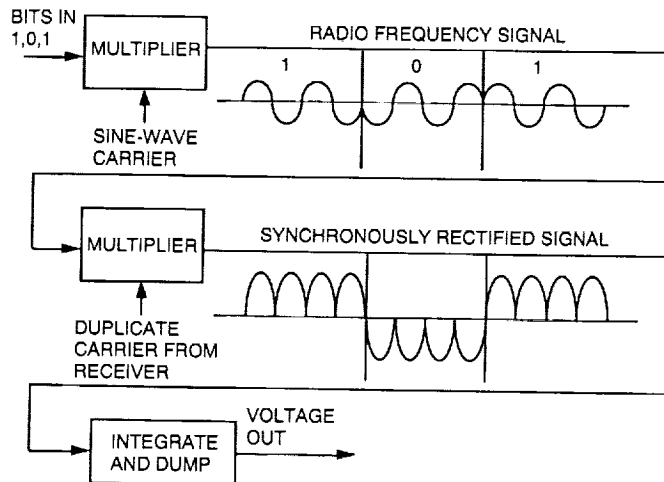 BITS IN
1,0,1
MULTIPLIER
RADIO FREQUENCY SIGNAL
1
0
1
SINE-WAVE
CARRIER
MULTIPLIER
SYNCHRONOUSLY RECTIFIED SIGNAL
DUPLICATE
CARRIER FROM
RECEIVER
INTEGRATE
AND DUMP
VOLTAGE
OUT